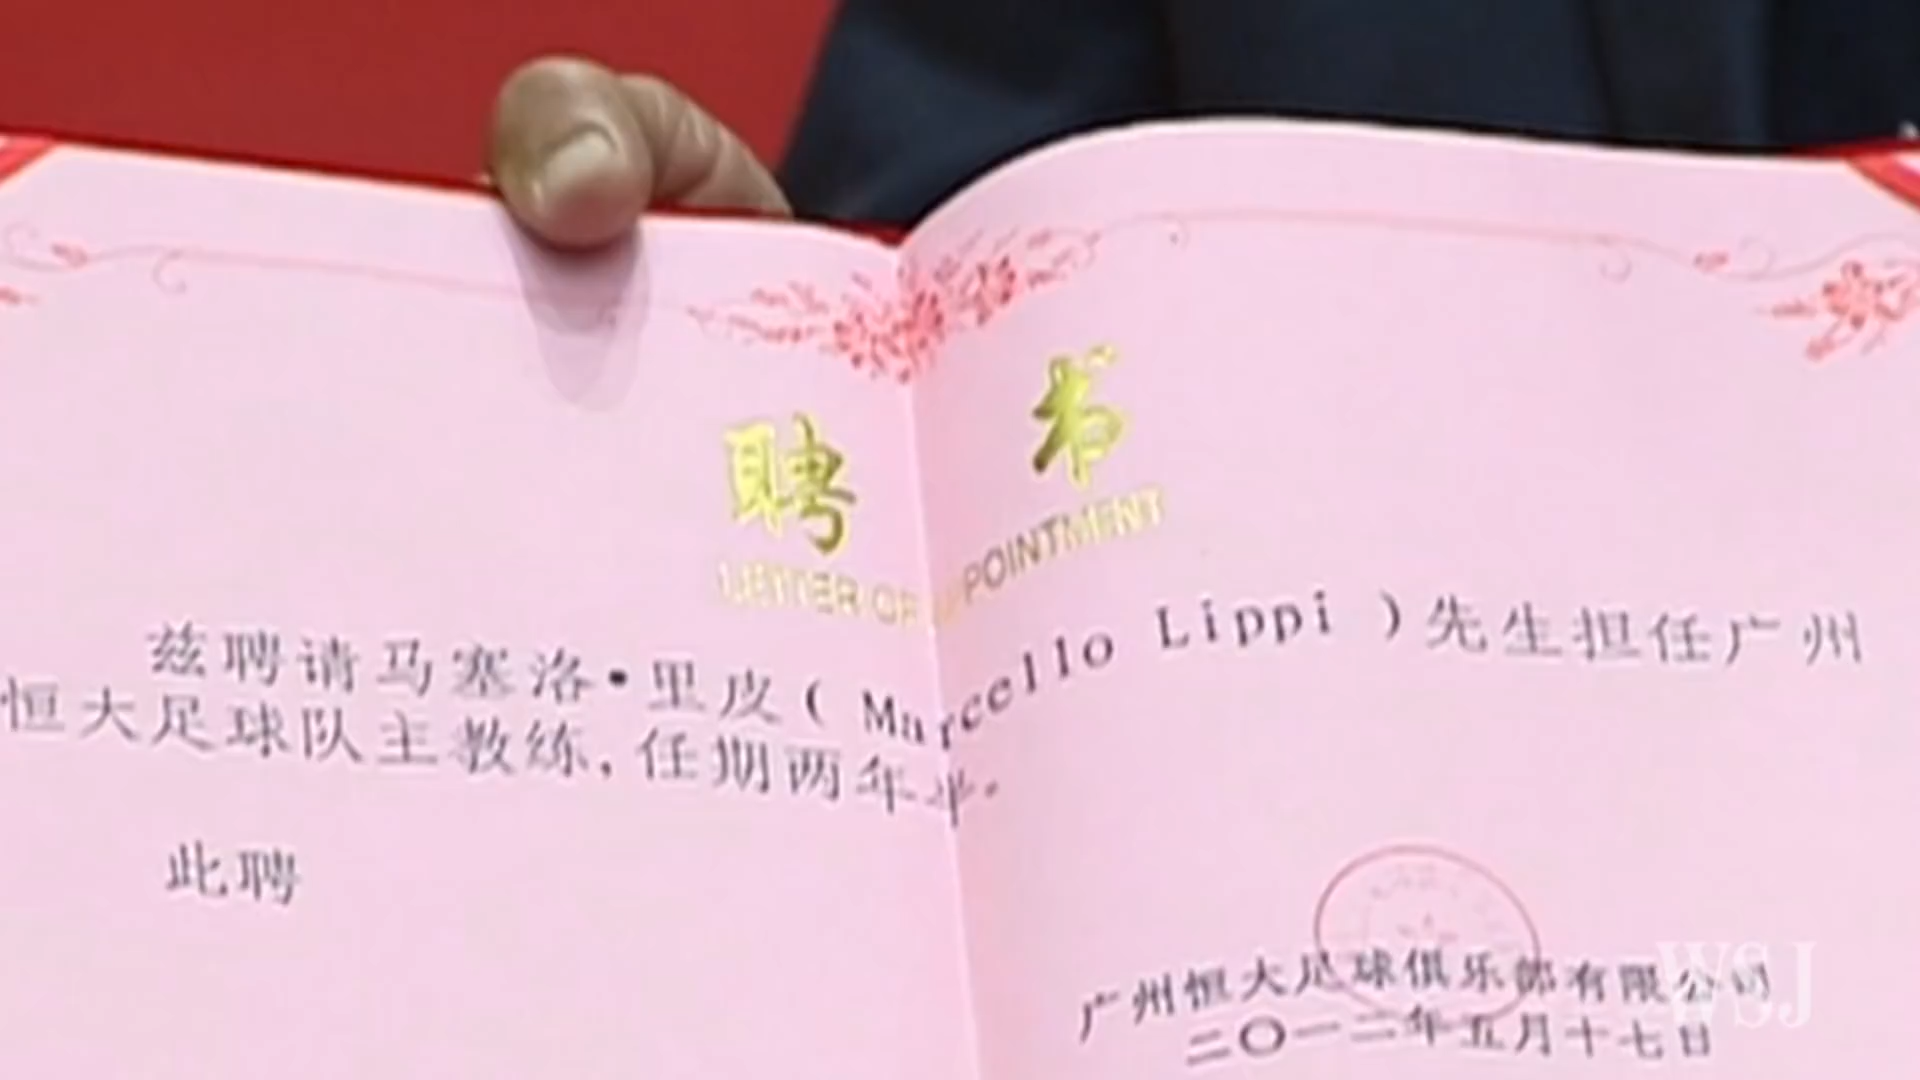 聘 书
LETTER OF APPOINTMENT
兹聘请马塞洛·里皮( Marcello Lippi )先生担任广州
恒大足球队主教练,任期两年半。
此聘
广州恒大足球俱乐部有限公司
二〇一二年五月十七日
WSJ